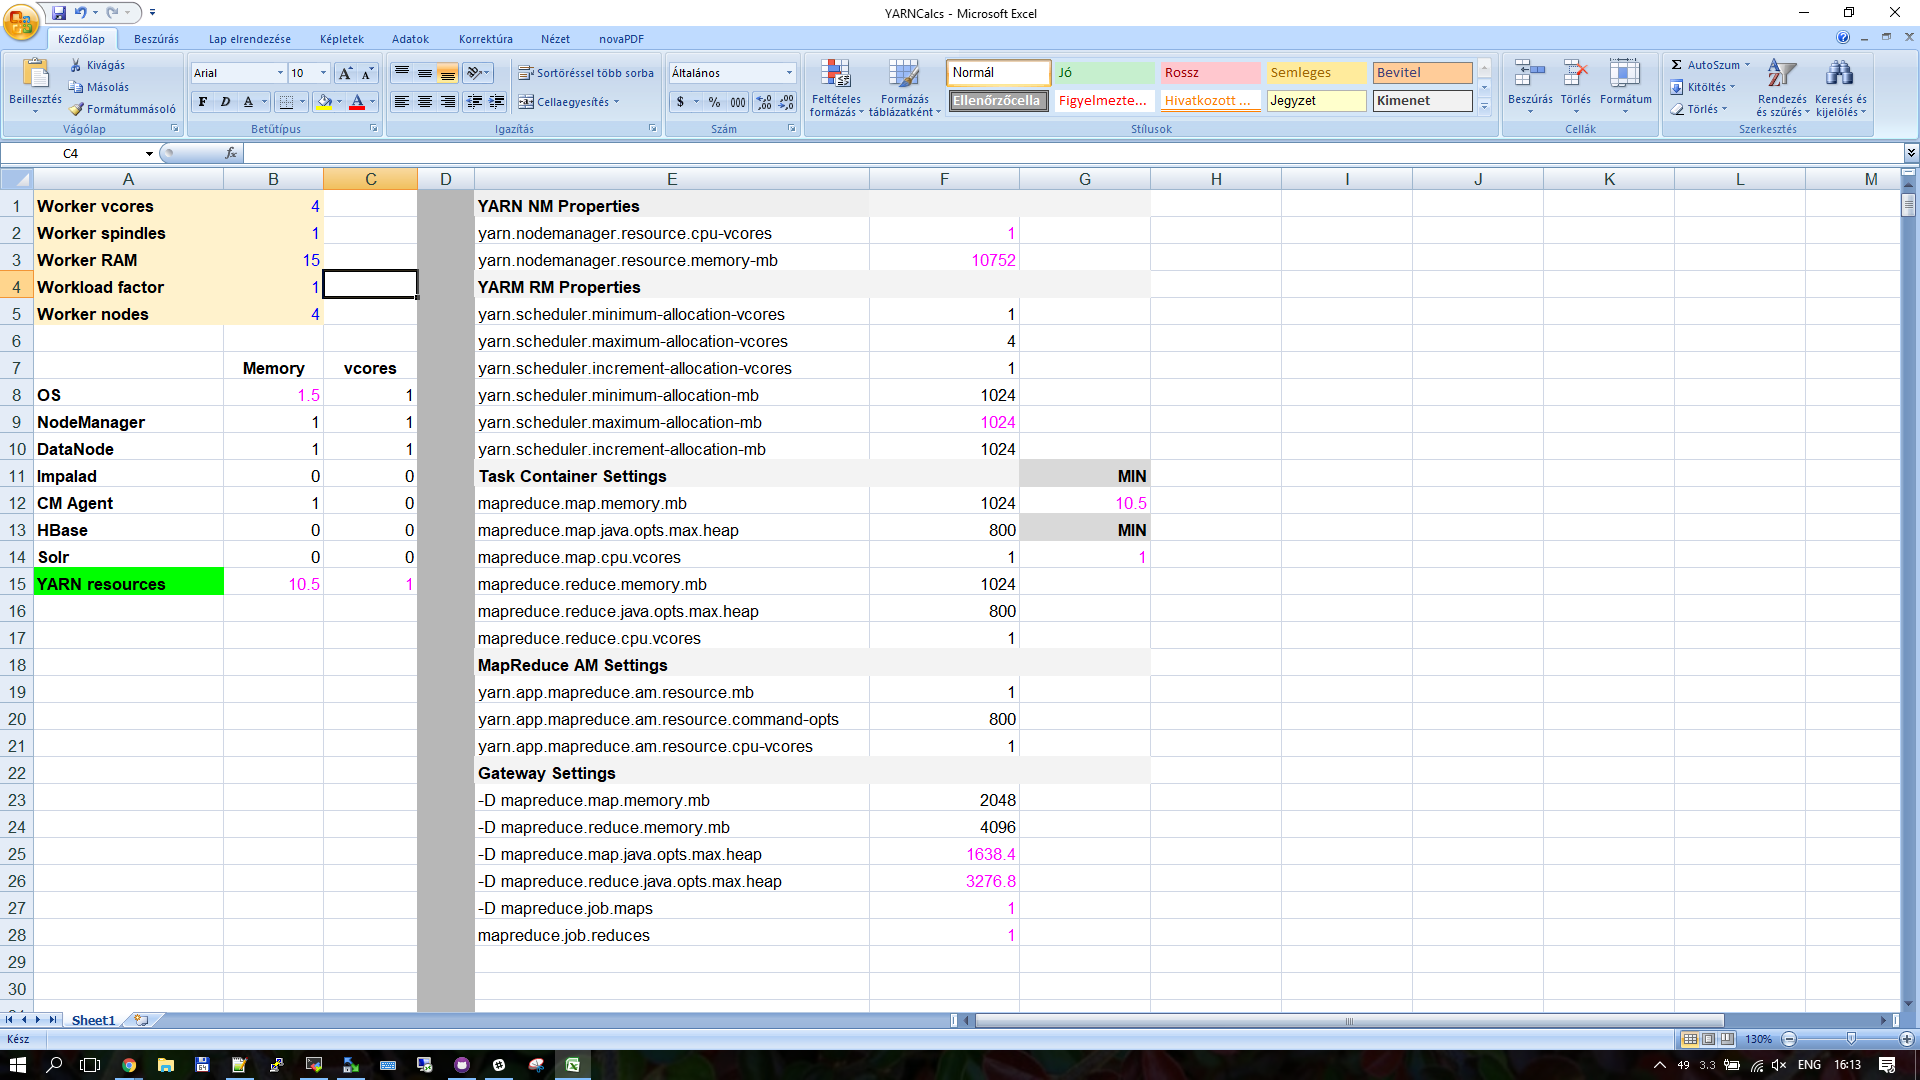 YARNCalcs - Microsoft Excel
Kezdőlap Beszúrás Lap elrendezése Képletek Adatok Korrektúra Nézet novaPDF
Beillesztés Kivágás Másolás Formátummásoló
Vágólap
Arial 10
F D A A A A
Betűtípus
Sortöréssel több sorba
Cellaegyesítés
Igazítás
Általános
$ % 000
Szám
Feltételes formázás
Formázás táblázatként
Normál Jó Rossz Semleges Bevitel
Ellenőrzőcella Figyelmezte... Hivatkozott ... Jegyzet Kimenet
Stílusok
Beszúrás Törlés Formátum
Cellák
AutoSzum
Kitöltés
Törlés
Rendezés és szűrés
Keresés és kijelölés
Szerkesztés
C4 fx
A B C D E F G H I J K L M
1 Worker vcores 4 YARN NM Properties
2 Worker spindles 1 yarn.nodemanager.resource.cpu-vcores 1
3 Worker RAM 15 yarn.nodemanager.resource.memory-mb 10752
4 Workload factor 1 YARM RM Properties
5 Worker nodes 4 yarn.scheduler.minimum-allocation-vcores 1
6 yarn.scheduler.maximum-allocation-vcores 4
7 Memory vcores yarn.scheduler.increment-allocation-vcores 1
8 OS 1.5 1 yarn.scheduler.minimum-allocation-mb 1024
9 NodeManager 1 1 yarn.scheduler.maximum-allocation-mb 1024
10 DataNode 1 1 yarn.scheduler.increment-allocation-mb 1024
11 Impalad 0 0 Task Container Settings MIN
12 CM Agent 1 0 mapreduce.map.memory.mb 1024 10.5
13 HBase 0 0 mapreduce.map.java.opts.max.heap 800 MIN
14 Solr 0 0 mapreduce.map.cpu.vcores 1 1
15 YARN resources 10.5 1 mapreduce.reduce.memory.mb 1024
16 mapreduce.reduce.java.opts.max.heap 800
17 mapreduce.reduce.cpu.vcores 1
18 MapReduce AM Settings
19 yarn.app.mapreduce.am.resource.mb 1
20 yarn.app.mapreduce.am.resource.command-opts 800
21 yarn.app.mapreduce.am.resource.cpu-vcores 1
22 Gateway Settings
23 -D mapreduce.map.memory.mb 2048
24 -D mapreduce.reduce.memory.mb 4096
25 -D mapreduce.map.java.opts.max.heap 1638.4
26 -D mapreduce.reduce.java.opts.max.heap 3276.8
27 -D mapreduce.job.maps 1
28 mapreduce.job.reduces 1
29
30
Sheet1
Kész 130%
49 3.3 ENG 16:13